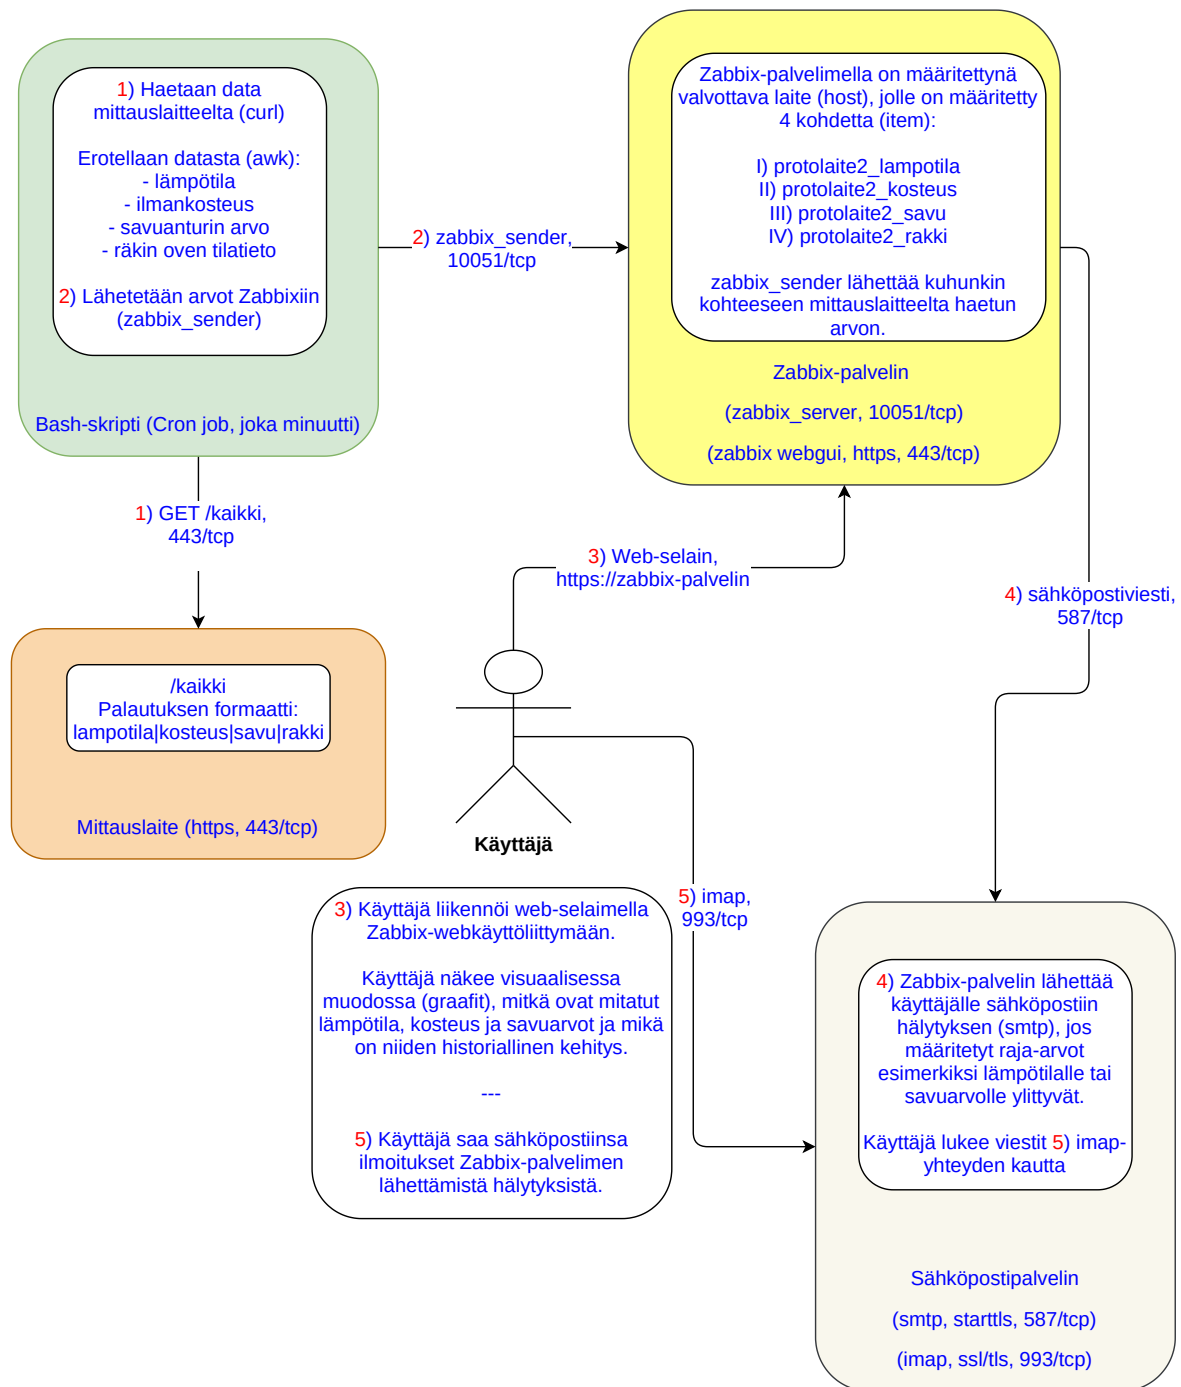 1) Haetaan data
mittauslaitteelta (curl)
Erotellaan datasta (awk):
- lämpötila
- ilmankosteus
- savuanturin arvo
- räkin oven tilatieto
2) Lähetetään arvot Zabbixiin
(zabbix_sender)
Bash-skripti (Cron job, joka minuutti)
2) zabbix_sender,
10051/tcp
Zabbix-palvelimella on määritettynä
valvottava laite (host), jolle on määritetty
4 kohdetta (item):
I) protolaite2_lampotila
II) protolaite2_kosteus
III) protolaite2_savu
IV) protolaite2_rakki
zabbix_sender lähettää kuhunkin
kohteeseen mittauslaitteelta haetun
arvon.
Zabbix-palvelin
(zabbix_server, 10051/tcp)
(zabbix webgui, https, 443/tcp)
1) GET /kaikki,
443/tcp
3) Web-selain,
https://zabbix-palvelin
4) sähköpostiviesti,
587/tcp
/kaikki
Palautuksen formaatti:
lampotila|kosteus|savu|rakki
Mittauslaite (https, 443/tcp)
Käyttäjä
5) imap,
993/tcp
3) Käyttäjä liikennöi web-selaimella
Zabbix-webkäyttöliittymään.
Käyttäjä näkee visuaalisessa
muodossa (graafit), mitkä ovat mitatut
lämpötila, kosteus ja savuarvot ja mikä
on niiden historiallinen kehitys.
---
5) Käyttäjä saa sähköpostiinsa
ilmoitukset Zabbix-palvelimen
lähettämistä hälytyksistä.
4) Zabbix-palvelin lähettää
käyttäjälle sähköpostiin
hälytyksen (smtp), jos
määritetyt raja-arvot
esimerkiksi lämpötilalle tai
savuarvolle ylittyvät.
Käyttäjä lukee viestit 5) imap-
yhteyden kautta
Sähköpostipalvelin
(smtp, starttls, 587/tcp)
(imap, ssl/tls, 993/tcp)